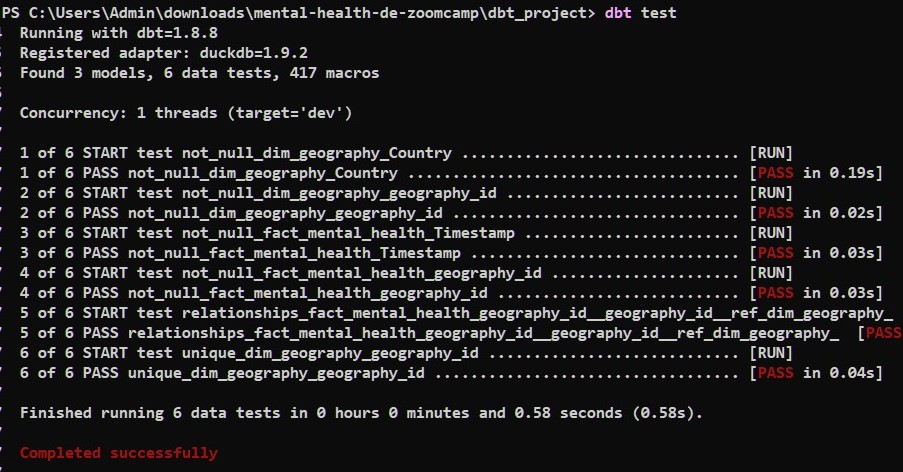 PS C:\Users\Admin\downloads\mental-health-de-zoomcamp\dbt_project> dbt test
Running with dbt=1.8.8
Registered adapter: duckdb=1.9.2
Found 3 models, 6 data tests, 417 macros
Concurrency: 1 threads (target='dev')
1 of 6 START test not_null_dim_geography_Country ................................ [RUN]
1 of 6 PASS not_null_dim_geography_Country ...................................... [PASS in 0.19s]
2 of 6 START test not_null_dim_geography_geography_id ........................... [RUN]
2 of 6 PASS not_null_dim_geography_geography_id ................................. [PASS in 0.02s]
3 of 6 START test not_null_fact_mental_health_Timestamp ......................... [RUN]
3 of 6 PASS not_null_fact_mental_health_Timestamp ............................... [PASS in 0.03s]
4 of 6 START test not_null_fact_mental_health_geography_id ...................... [RUN]
4 of 6 PASS not_null_fact_mental_health_geography_id ............................ [PASS in 0.03s]
5 of 6 START test relationships_fact_mental_health_geography_id__geography_id__ref_dim_geography_
5 of 6 PASS relationships_fact_mental_health_geography_id__geography_id__ref_dim_geography_ [PASS
6 of 6 START test unique_dim_geography_geography_id ............................. [RUN]
6 of 6 PASS unique_dim_geography_geography_id ................................... [PASS in 0.04s]
Finished running 6 data tests in 0 hours 0 minutes and 0.58 seconds (0.58s).
Completed successfully